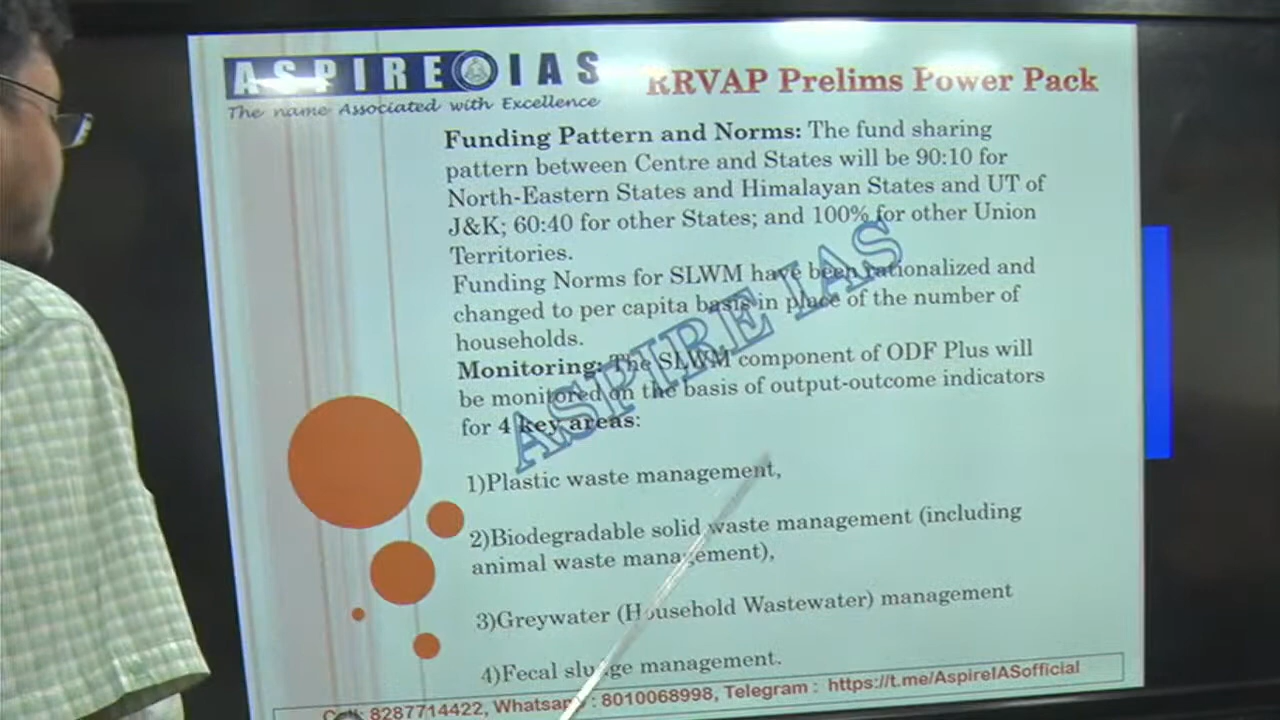 ASPIRE IAS
The name Associated with Excellence
RRVAP Prelims Power Pack
Funding Pattern and Norms: The fund sharing
pattern between Centre and States will be 90:10 for
North-Eastern States and Himalayan States and UT of
J&K; 60:40 for other States; and 100% for other Union
Territories.
Funding Norms for SLWM have been rationalized and
changed to per capita basis in place of the number of
households.
Monitoring: The SLWM component of ODF Plus will
be monitored on the basis of output-outcome indicators
for 4 key areas:
ASPIRE IAS
1)Plastic waste management,
2)Biodegradable solid waste management (including
animal waste management),
3)Greywater (Household Wastewater) management
4)Fecal sludge management.
Call: 8287714422, Whatsapp : 8010068998, Telegram : https://t.me/AspireIASofficial